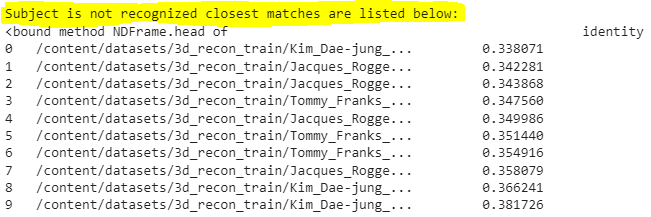 Subject is not recognized closest matches are listed below:
<bound method NDFrame.head of identity
0 /content/datasets/3d_recon_train/Kim_Dae-jung_... 0.338071
1 /content/datasets/3d_recon_train/Jacques_Rogge... 0.342281
2 /content/datasets/3d_recon_train/Jacques_Rogge... 0.343868
3 /content/datasets/3d_recon_train/Tommy_Franks_... 0.347560
4 /content/datasets/3d_recon_train/Jacques_Rogge... 0.349986
5 /content/datasets/3d_recon_train/Tommy_Franks_... 0.351440
6 /content/datasets/3d_recon_train/Tommy_Franks_... 0.354916
7 /content/datasets/3d_recon_train/Jacques_Rogge... 0.358079
8 /content/datasets/3d_recon_train/Kim_Dae-jung_... 0.366241
9 /content/datasets/3d_recon_train/Kim_Dae-jung_... 0.381726